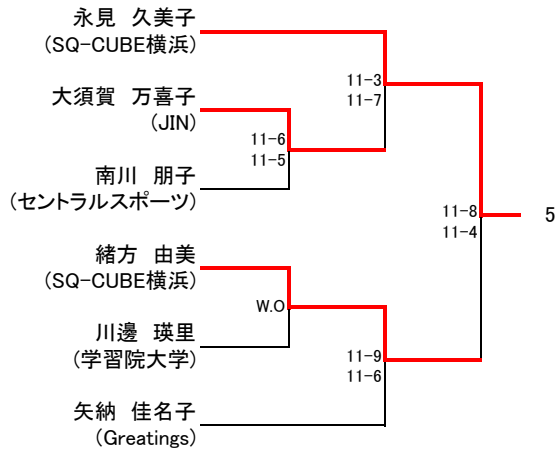 永見　久美子
(SQ-CUBE横浜)
大須賀　万喜子
(JIN)
南川　朋子
(セントラルスポーツ)
緒方　由美
(SQ-CUBE横浜)
川邊　瑛里
(学習院大学)
矢納　佳名子
(Greatings)
11-6
11-5
W.O
11-3
11-7
11-9
11-6
11-8
11-4
5